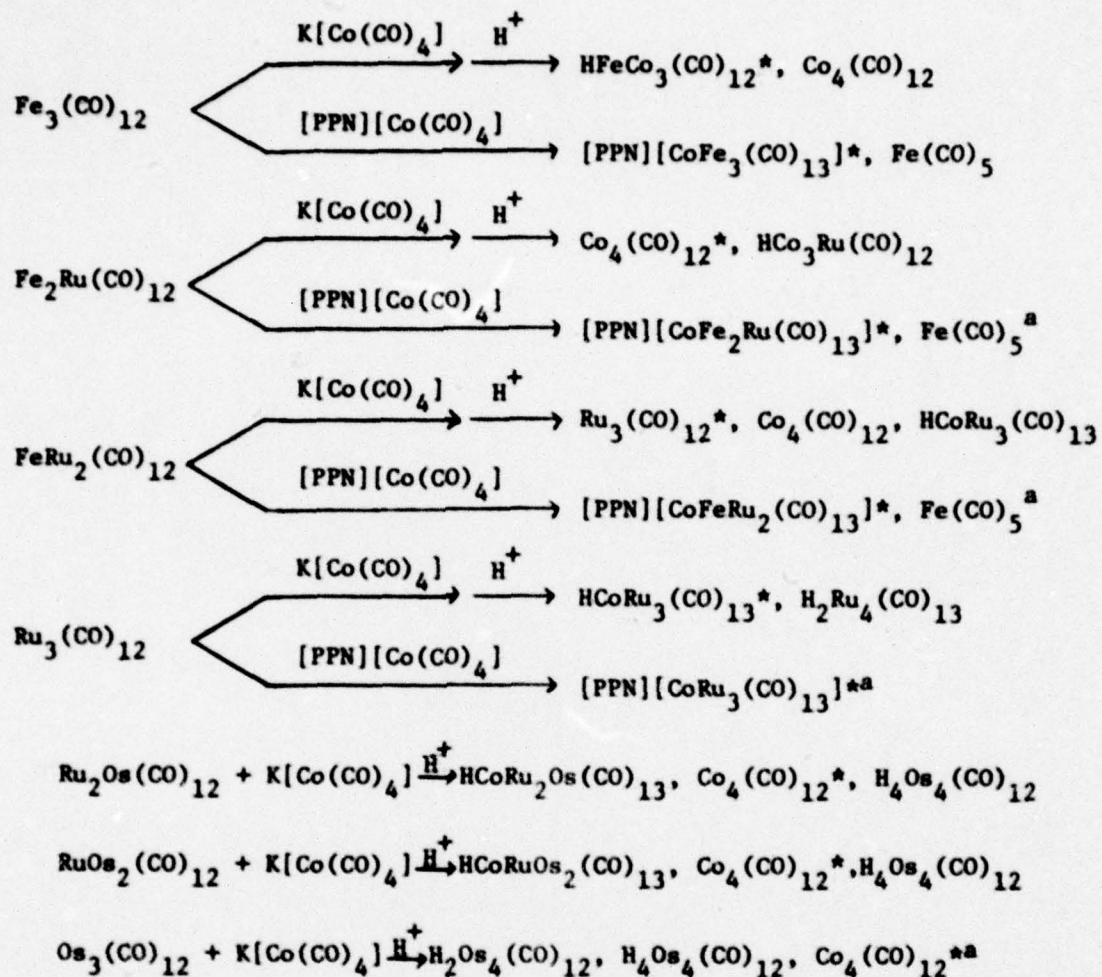 K[Co(CO)₄] H⁺
HFeCo₃(CO)₁₂*, Co₄(CO)₁₂
Fe₃(CO)₁₂
[PPN][Co(CO)₄]
[PPN][CoFe₃(CO)₁₃]*, Fe(CO)₅
K[Co(CO)₄] H⁺
Co₄(CO)₁₂*, HCo₃Ru(CO)₁₂
Fe₂Ru(CO)₁₂
[PPN][Co(CO)₄]
[PPN][CoFe₂Ru(CO)₁₃]*, Fe(CO)₅ᵃ
K[Co(CO)₄] H⁺
Ru₃(CO)₁₂*, Co₄(CO)₁₂, HCoRu₃(CO)₁₃
FeRu₂(CO)₁₂
[PPN][Co(CO)₄]
[PPN][CoFeRu₂(CO)₁₃]*, Fe(CO)₅ᵃ
K[Co(CO)₄] H⁺
HCoRu₃(CO)₁₃*, H₂Ru₄(CO)₁₃
Ru₃(CO)₁₂
[PPN][Co(CO)₄]
[PPN][CoRu₃(CO)₁₃]*ᵃ
Ru₂Os(CO)₁₂ + K[Co(CO)₄] H⁺→ HCoRu₂Os(CO)₁₃, Co₄(CO)₁₂*, H₄Os₄(CO)₁₂
RuOs₂(CO)₁₂ + K[Co(CO)₄] H⁺→ HCoRuOs₂(CO)₁₃, Co₄(CO)₁₂*,H₄Os₄(CO)₁₂
Os₃(CO)₁₂ + K[Co(CO)₄] H⁺→ H₂Os₄(CO)₁₂, H₄Os₄(CO)₁₂, Co₄(CO)₁₂*ᵃ